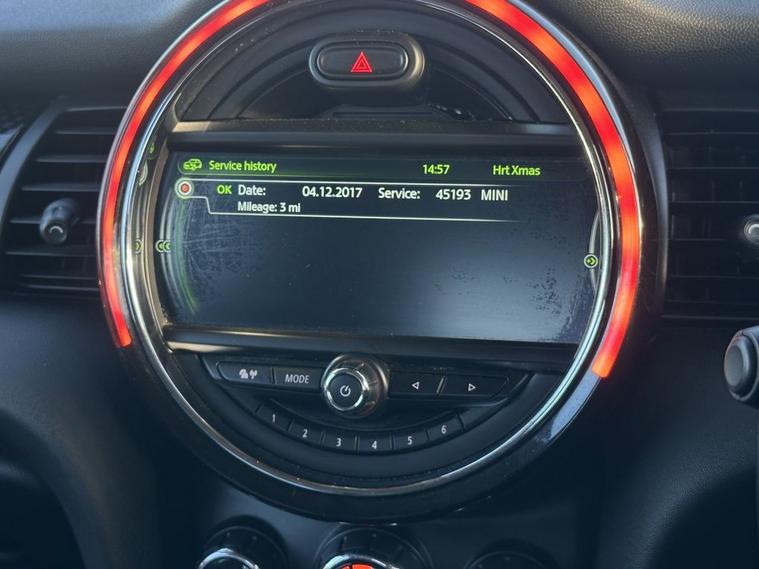 Service history 14:57 Hrt Xmas
OK Date: 04.12.2017 Service: 45193 MINI
Mileage: 3 mi
MODE
1 2 3 4 5 6